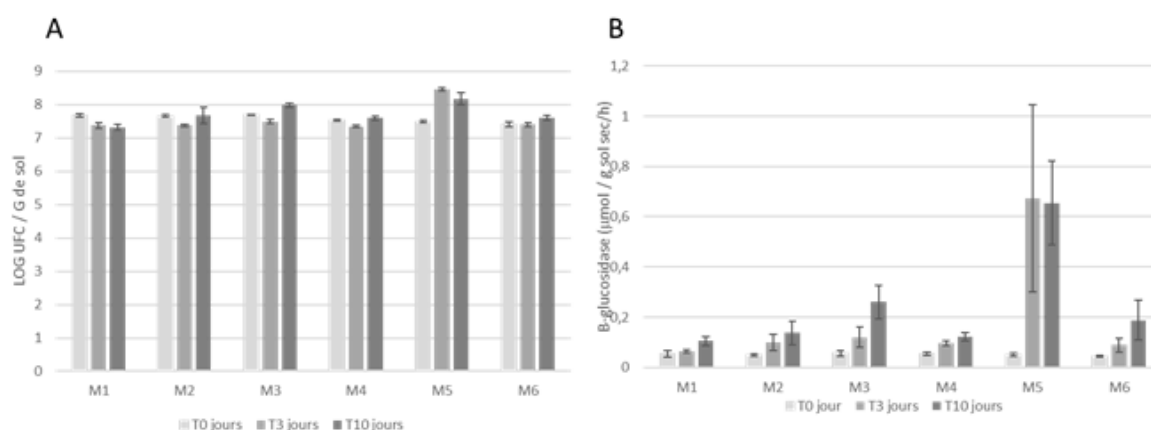 A
9
8
7
6
5
4
3
2
1
0
LOG UFC / G de sol
M1 M2 M3 M4 M5 M6
T0 jours T3 jours T10 jours
B
1,2
1
0,8
0,6
0,4
0,2
0
B-glucosidase (µmol / g sol sec/h)
M1 M2 M3 M4 M5 M6
T0 jour T3 jours T10 jours